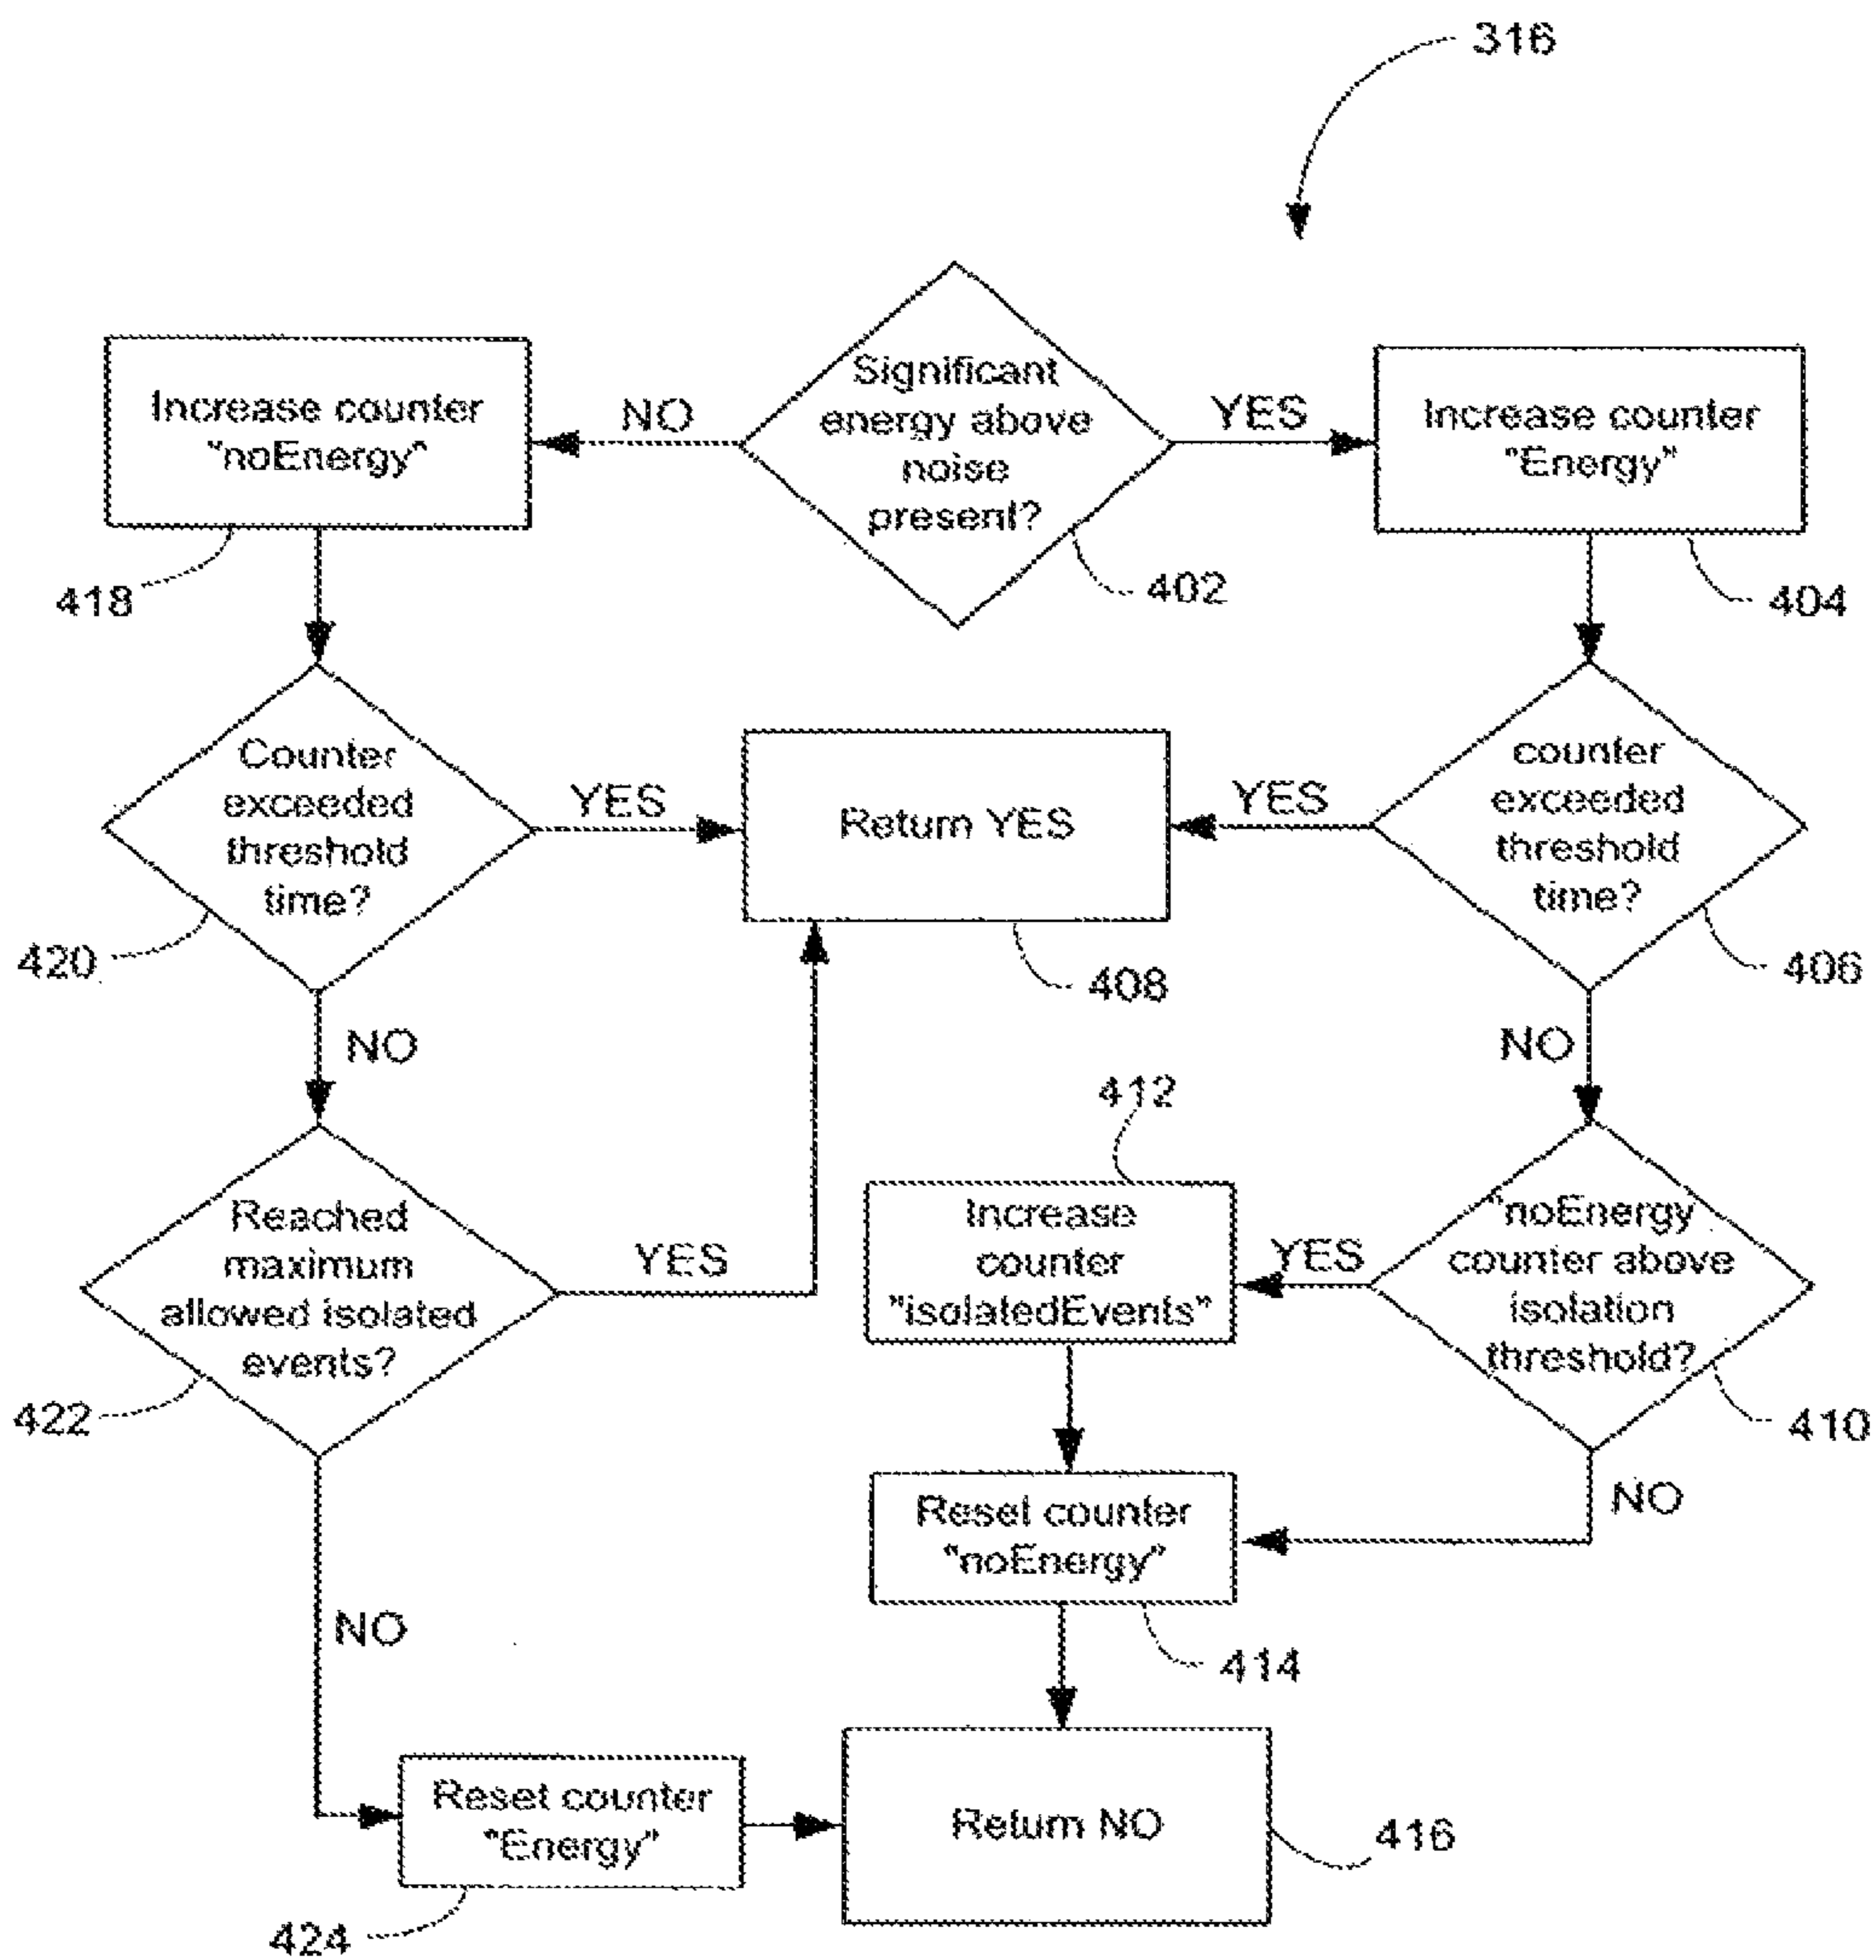 316
Significant
energy above
noise
present?
402
NO
YES
Increase counter
"noEnergy"
418
Increase counter
"Energy"
404
Counter
exceeded
threshold
time?
420
YES
Return YES
408
YES
counter
exceeded
threshold
time?
406
NO
NO
412
Reached
maximum
allowed isolated
events?
422
YES
Increase
counter
"isolatedEvents"
YES
"noEnergy
counter above
isolation
threshold?
410
NO
Reset counter
"noEnergy"
414
NO
Reset counter
"Energy"
424
Return NO
416